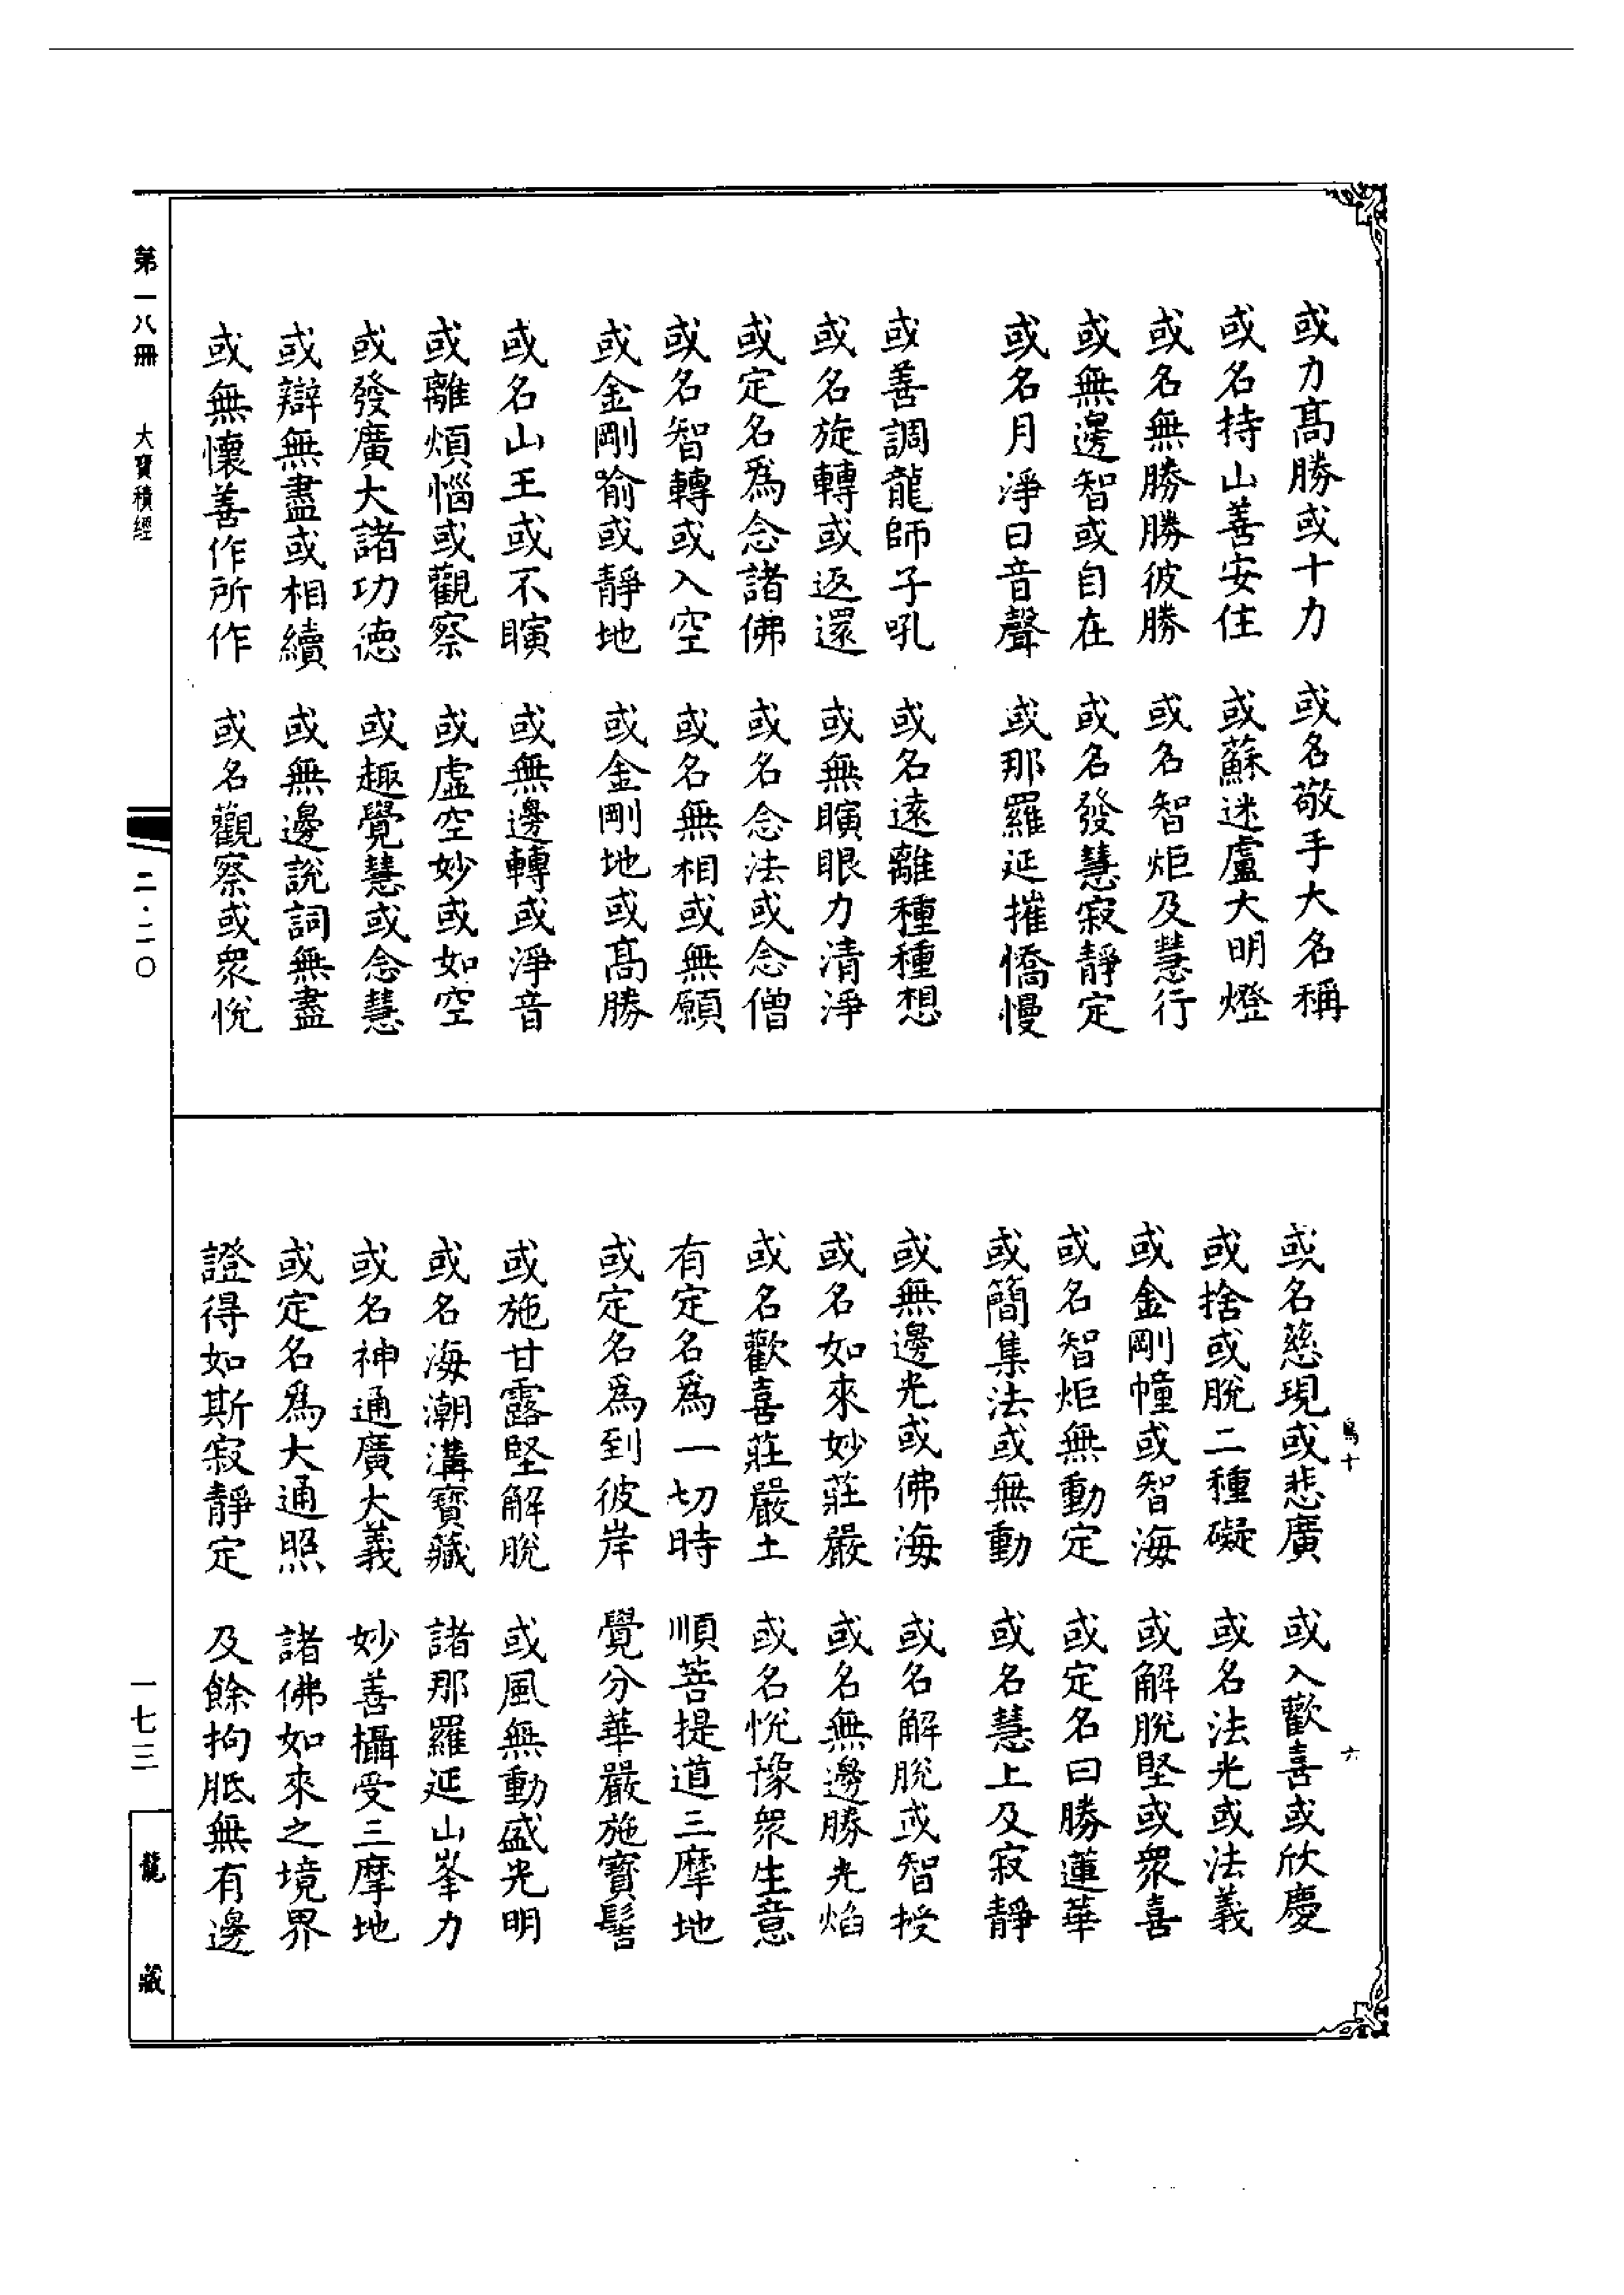 或力高勝或十力　或名敬手大名稱
或名持山善安住　或蘇迷盧大明燈
或名無勝勝彼勝　或名智炬及慧行
或無邊智或自在　或名發慧寂靜定
或名月淨曰音聲　或那羅延摧憍慢
或善調龍師子吼　或名遠離種種想
或名旋轉或返還　或無瞚眼力清淨
或定名爲念諸佛　或名念法或念僧
或名智轉或入空　或名無相或無願
或金剛喻或靜地　或金剛地或高勝
或名山王或不瞚　或無邊轉或淨音
或離煩惱或觀察　或虛空妙或如空
或發廣大諸功德　或趣覺慧或念慧
或辯無盡或相續　或無邊說詞無盡
或無懷善作所作　或名觀察或衆悅
或名慈現或悲廣　或入歡喜或欣慶
或捨或脫二種礙　或名法光或法義
或金剛幢或智海　或解脫堅或衆喜
或名智炬無動定　或定名曰勝蓮華
或簡集法或無動　或名慧上及寂靜
或無邊光或佛海　或名解脫或智授
或名如來妙莊嚴　或名無邊勝光焰
或名歡喜莊嚴土　或名悅豫衆生意
有定名爲一切時　順菩提道三摩地
或定名爲到彼岸　覺分華嚴施寶髻
或施甘露堅解脫　或風無動盛光明
或名海潮溝寶藏　諸那羅延山峯力
或名神通廣大義　妙善攝受三摩地
或定名爲大通照　諸佛如來之境界
證得如斯寂靜定　及餘拘胝無有邊
鳥十　六
第一八冊　大寶積經　二·二〇　一七三　龍藏